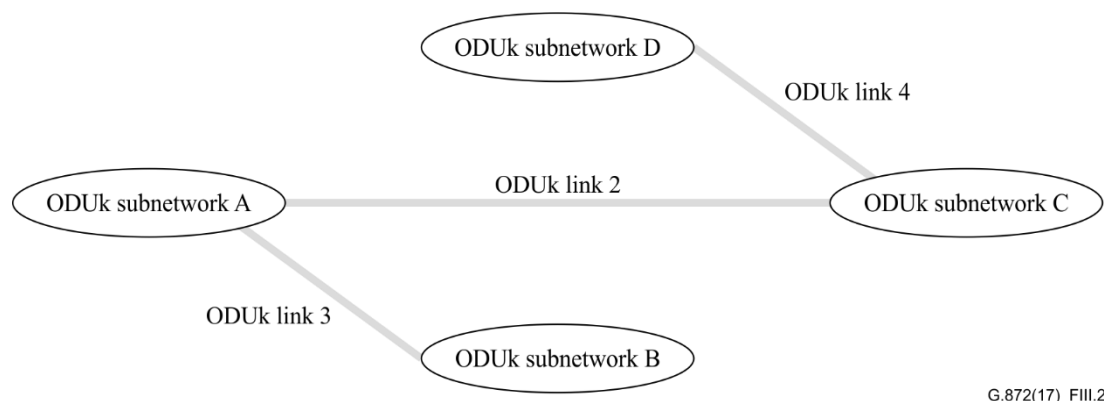 ODUk subnetwork D
ODUk link 4
ODUk link 2
ODUk subnetwork A
ODUk subnetwork C
ODUk link 3
ODUk subnetwork B
G.872(17)_FIII.2